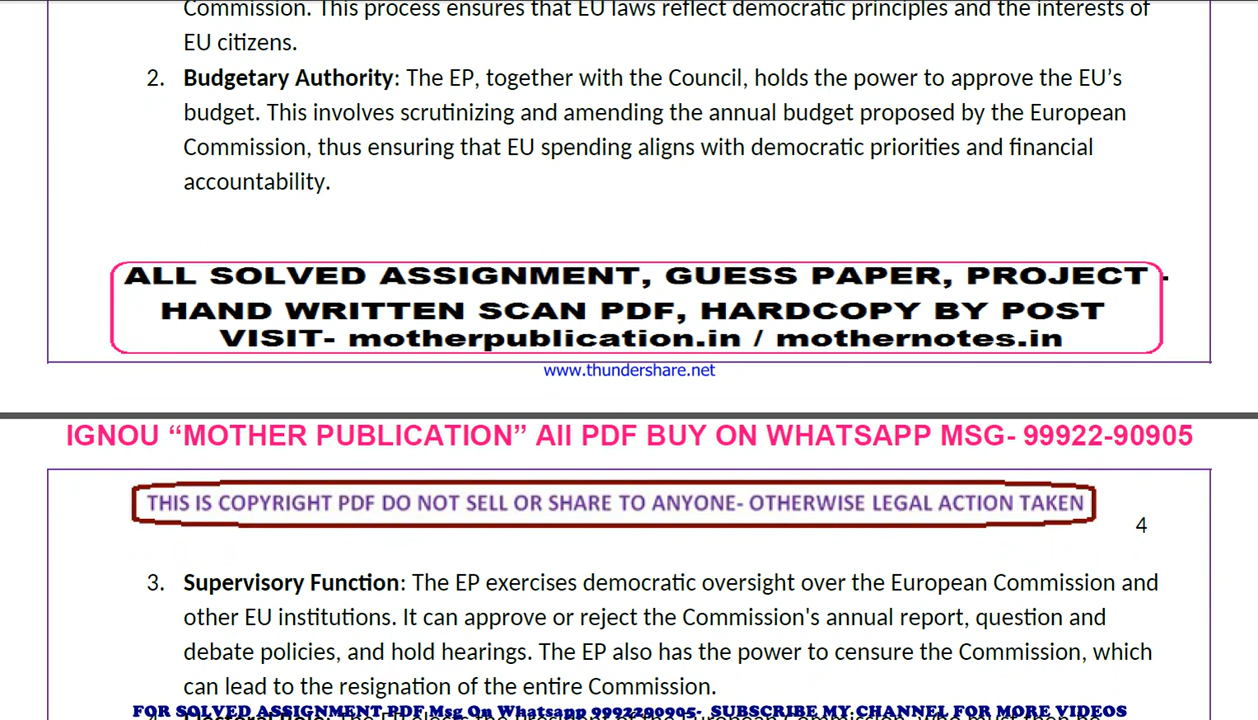 Commission. This process ensures that EU laws reflect democratic principles and the interests of
EU citizens.
2. Budgetary Authority: The EP, together with the Council, holds the power to approve the EU’s
budget. This involves scrutinizing and amending the annual budget proposed by the European
Commission, thus ensuring that EU spending aligns with democratic priorities and financial
accountability.
ALL SOLVED ASSIGNMENT, GUESS PAPER, PROJECT -
HAND WRITTEN SCAN PDF, HARDCOPY BY POST
VISIT- motherpublication.in / mothernotes.in
www.thundershare.net
IGNOU “MOTHER PUBLICATION” All PDF BUY ON WHATSAPP MSG- 99922-90905
THIS IS COPYRIGHT PDF DO NOT SELL OR SHARE TO ANYONE- OTHERWISE LEGAL ACTION TAKEN
4
3. Supervisory Function: The EP exercises democratic oversight over the European Commission and
other EU institutions. It can approve or reject the Commission's annual report, question and
debate policies, and hold hearings. The EP also has the power to censure the Commission, which
can lead to the resignation of the entire Commission.
FOR SOLVED ASSIGNMENT PDF Msg On Whatsapp 9992290905- SUBSCRIBE MY CHANNEL FOR MORE VIDEOS